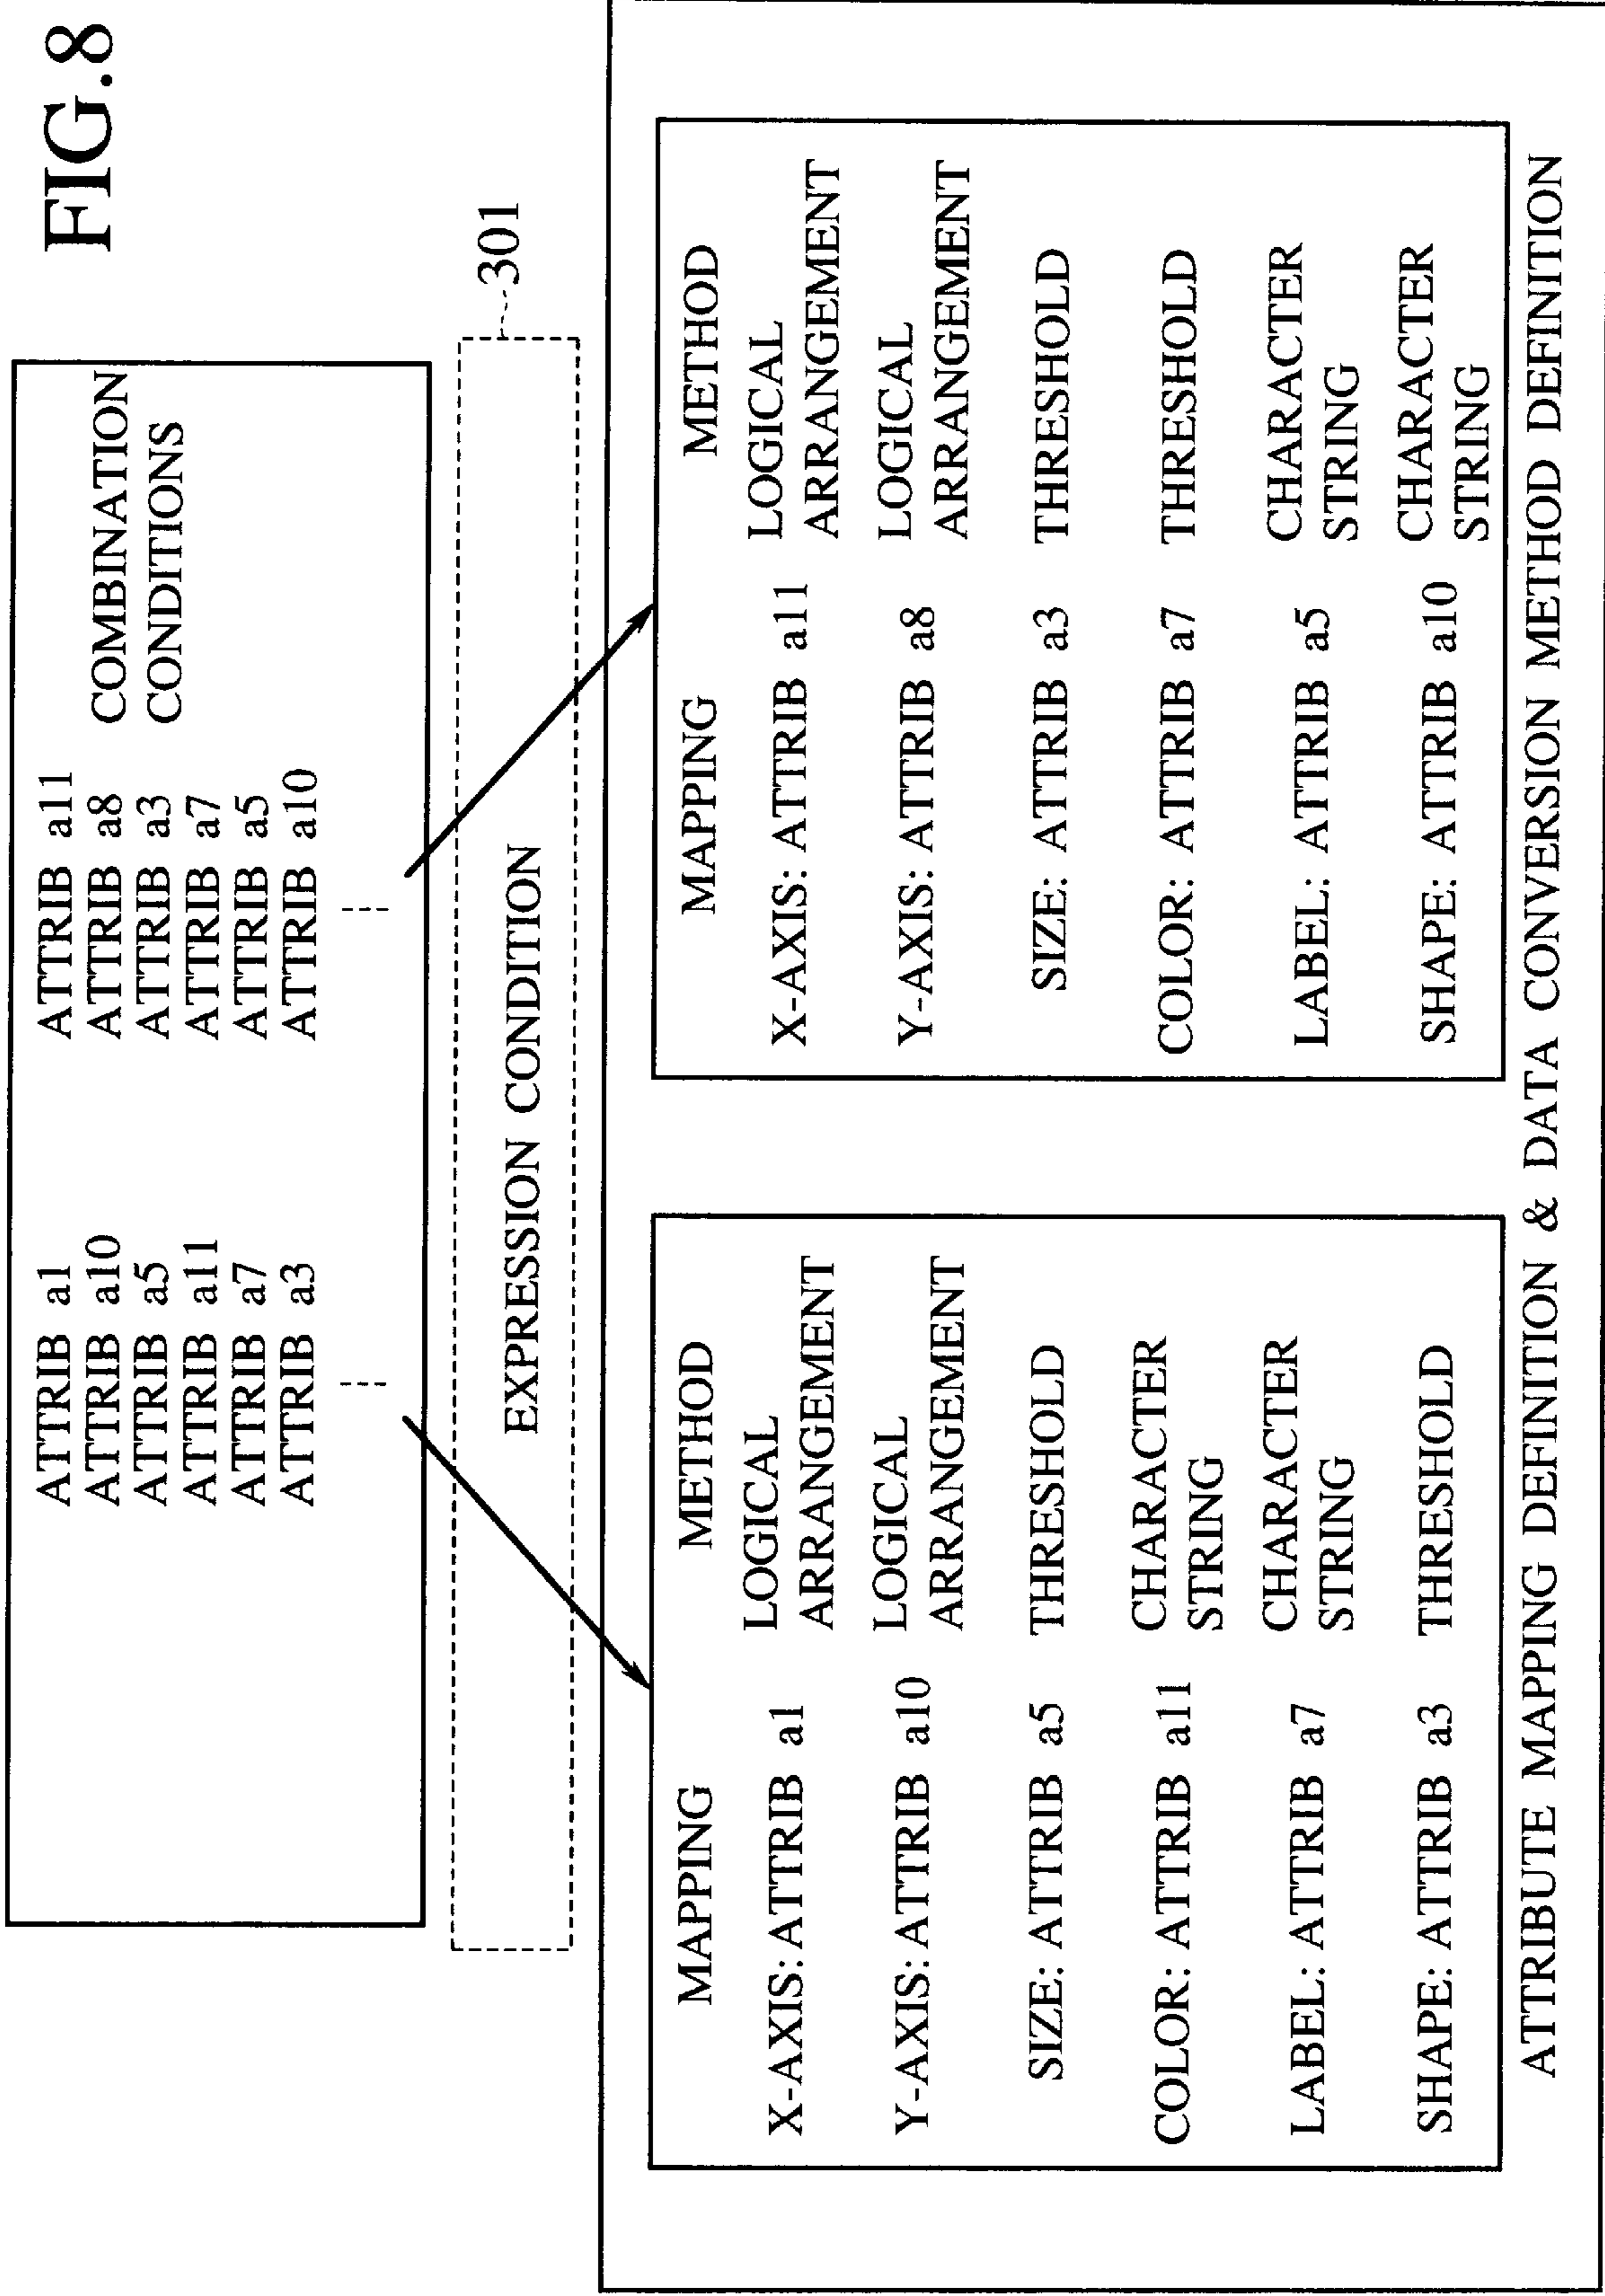 FIG.8
ATTRIB a1
ATTRIB a10
ATTRIB a5
ATTRIB a11
ATTRIB a7
ATTRIB a3
ATTRIB a11
ATTRIB a8
ATTRIB a3
ATTRIB a7
ATTRIB a5
ATTRIB a10
COMBINATION
CONDITIONS
EXPRESSION CONDITION
301
MAPPING METHOD
X-AXIS: ATTRIB a1 LOGICAL
ARRANGEMENT
Y-AXIS: ATTRIB a10 LOGICAL
ARRANGEMENT
SIZE: ATTRIB a5 THRESHOLD
COLOR: ATTRIB a11 CHARACTER
STRING
LABEL: ATTRIB a7 CHARACTER
STRING
SHAPE: ATTRIB a3 THRESHOLD
MAPPING METHOD
X-AXIS: ATTRIB a11 LOGICAL
ARRANGEMENT
Y-AXIS: ATTRIB a8 LOGICAL
ARRANGEMENT
SIZE: ATTRIB a3 THRESHOLD
COLOR: ATTRIB a7 THRESHOLD
LABEL: ATTRIB a5 CHARACTER
STRING
SHAPE: ATTRIB a10 CHARACTER
STRING
ATTRIBUTE MAPPING DEFINITION & DATA CONVERSION METHOD DEFINITION